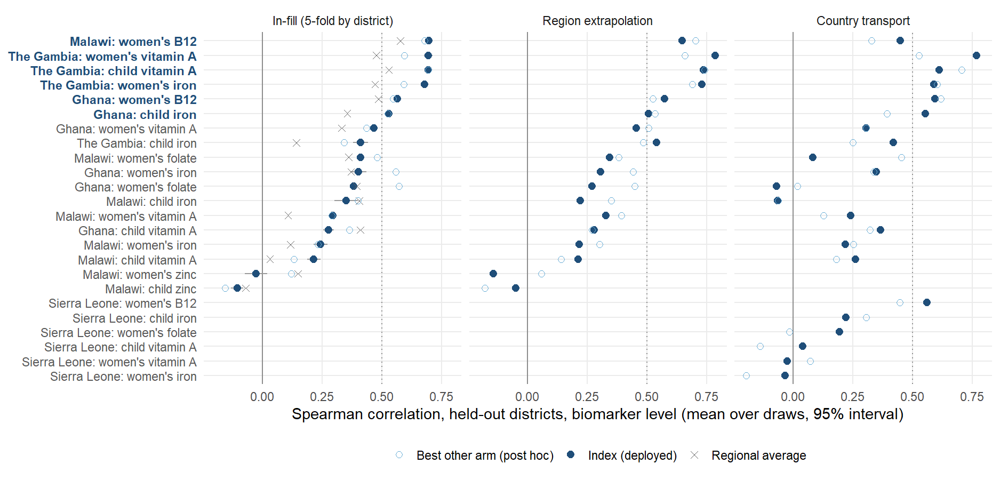 In-fill (5-fold by district)
Region extrapolation
Country transport
Malawi: women's B12
The Gambia: women's vitamin A
The Gambia: child vitamin A
The Gambia: women's iron
Ghana: women's B12
Ghana: child iron
Ghana: women's vitamin A
The Gambia: child iron
Malawi: women's folate
Ghana: women's iron
Ghana: women's folate
Malawi: child iron
Malawi: women's vitamin A
Ghana: child vitamin A
Malawi: women's iron
Malawi: child vitamin A
Malawi: women's zinc
Malawi: child zinc
Sierra Leone: women's B12
Sierra Leone: child iron
Sierra Leone: women's folate
Sierra Leone: child vitamin A
Sierra Leone: women's vitamin A
Sierra Leone: women's iron
0.00 0.25 0.50 0.75
0.00 0.25 0.50 0.75
0.00 0.25 0.50 0.75
Spearman correlation, held-out districts, biomarker level (mean over draws, 95% interval)
Best other arm (post hoc)
Index (deployed)
Regional average